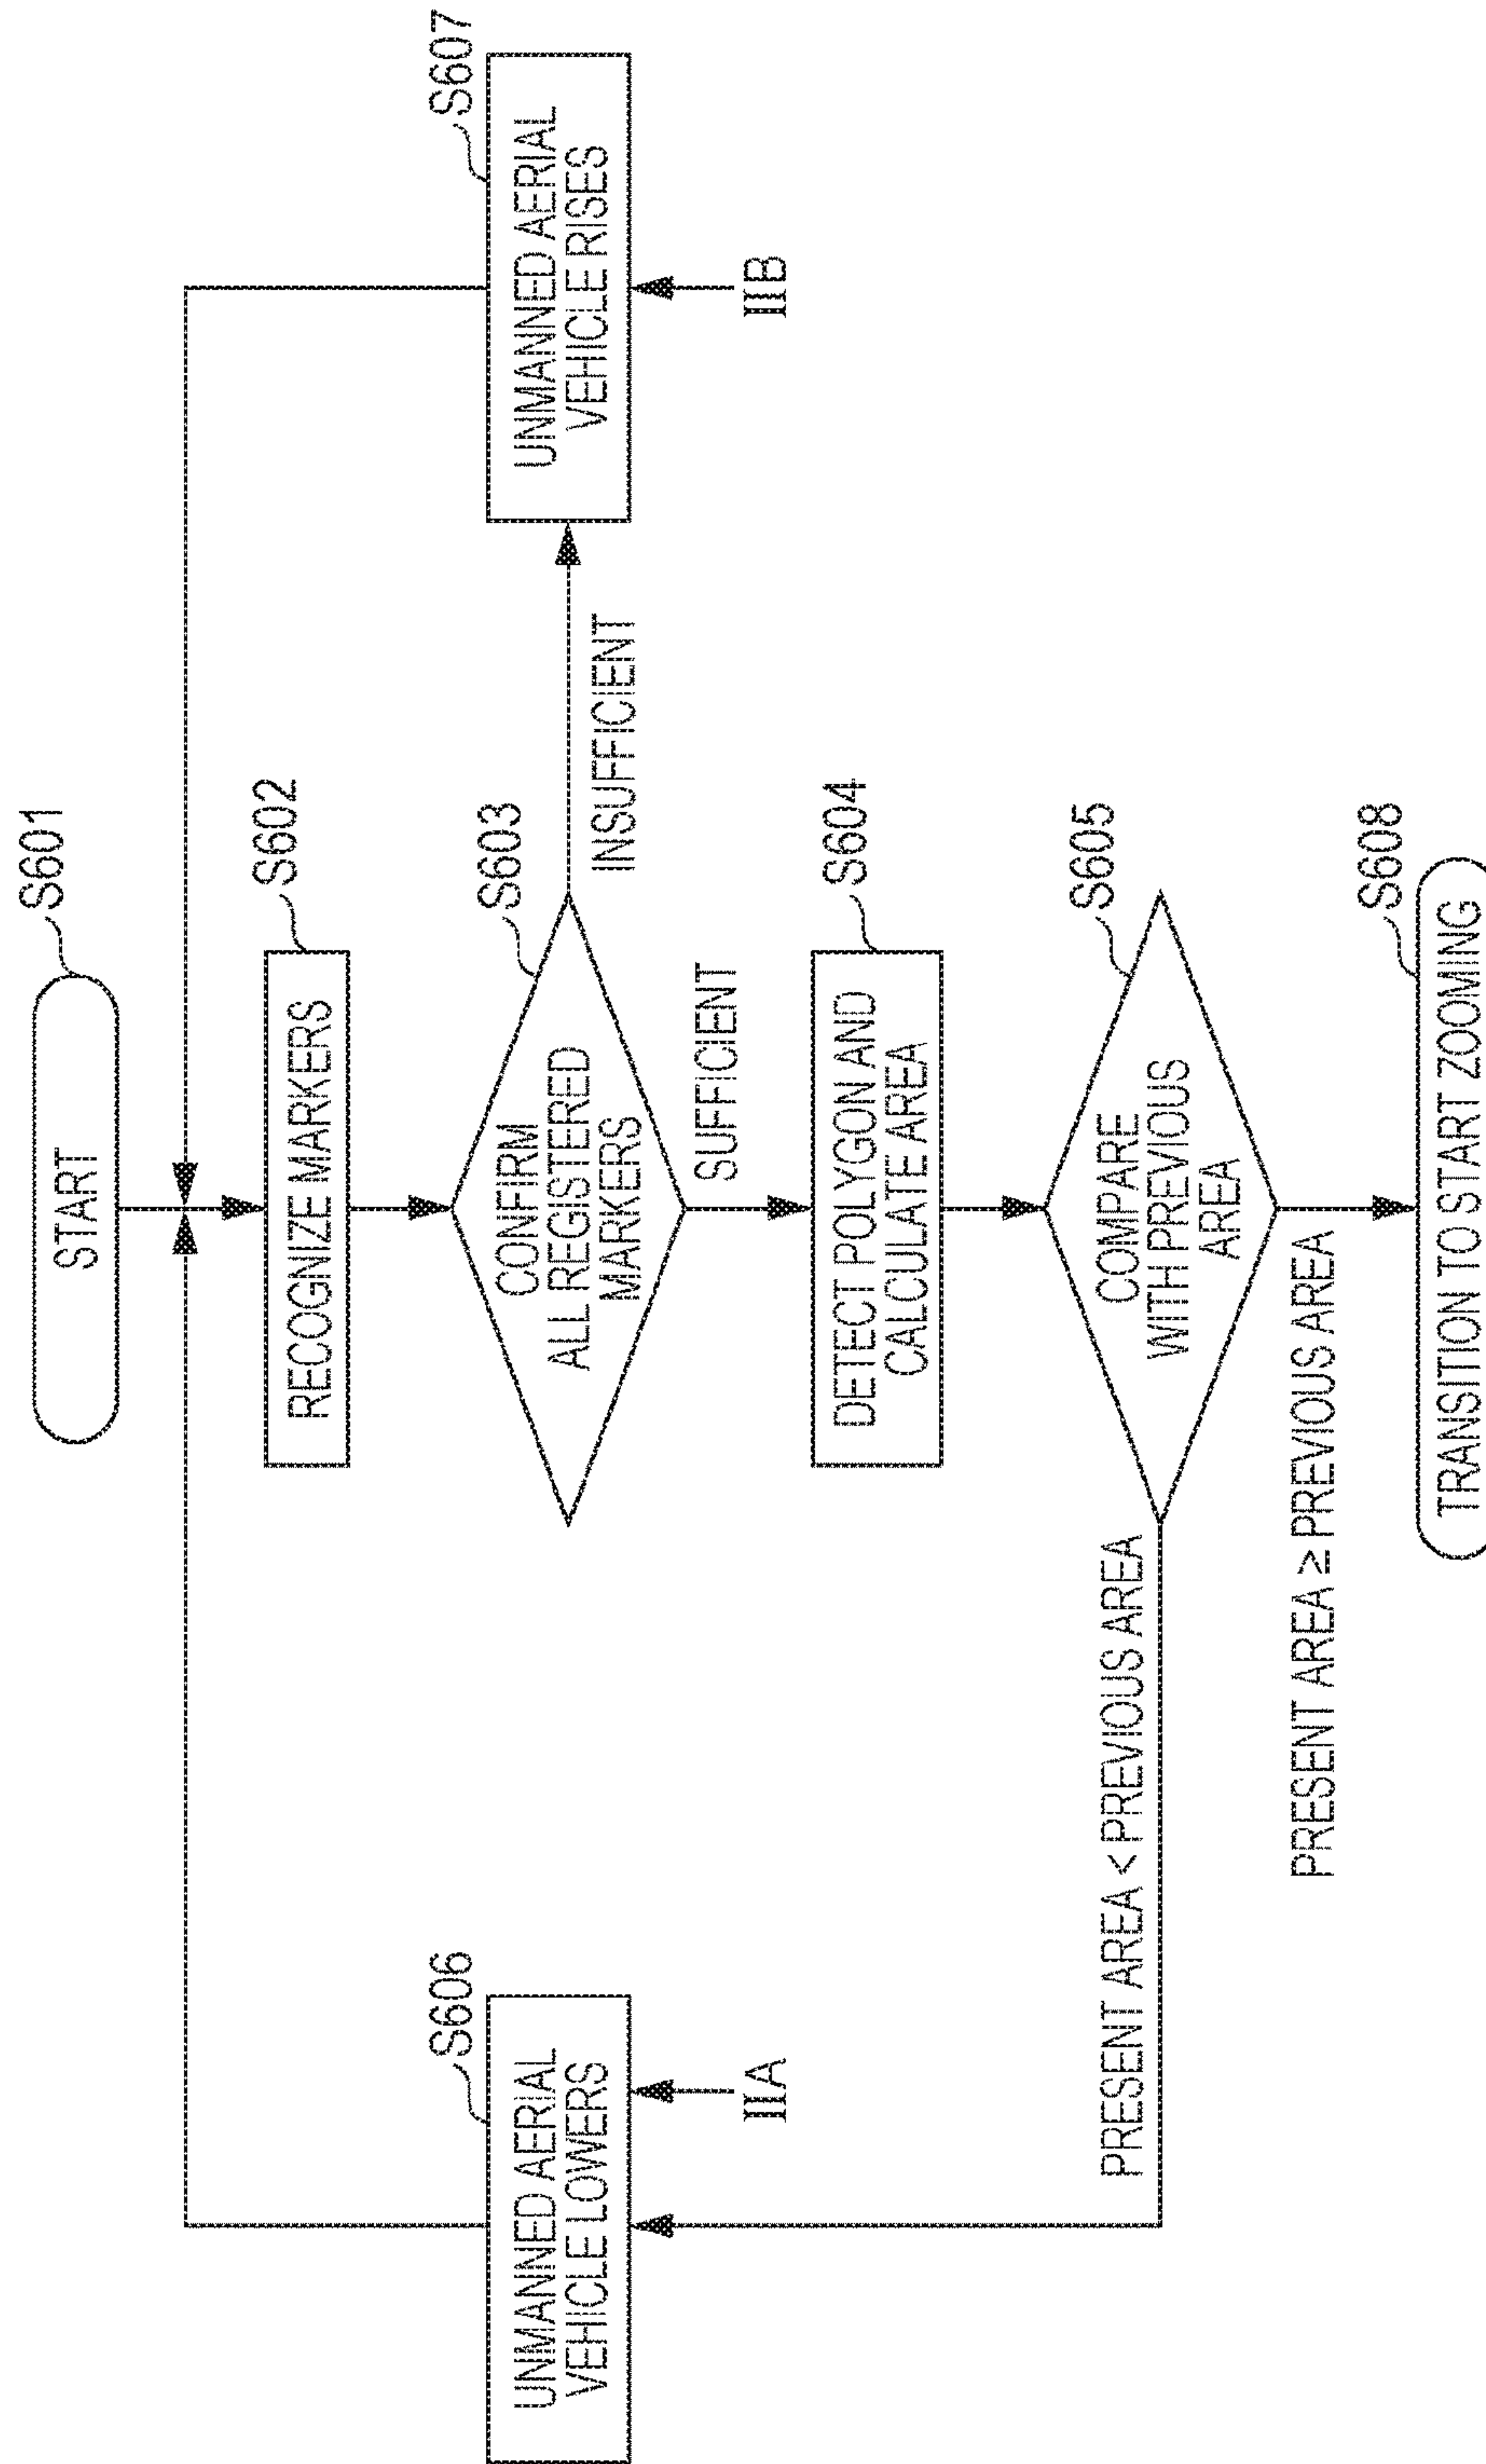 START
S601
RECOGNIZE MARKERS
S602
CONFIRM
ALL REGISTERED
MARKERS
S603
INSUFFICIENT
SUFFICIENT
UNMANNED AERIAL
VEHICLE RISES
S607
IIB
DETECT POLYGON AND
CALCULATE AREA
S604
COMPARE
WITH PREVIOUS
AREA
S605
PRESENT AREA < PREVIOUS AREA
UNMANNED AERIAL
VEHICLE LOWERS
S606
IIA
PRESENT AREA ≥ PREVIOUS AREA
TRANSITION TO START ZOOMING
S608